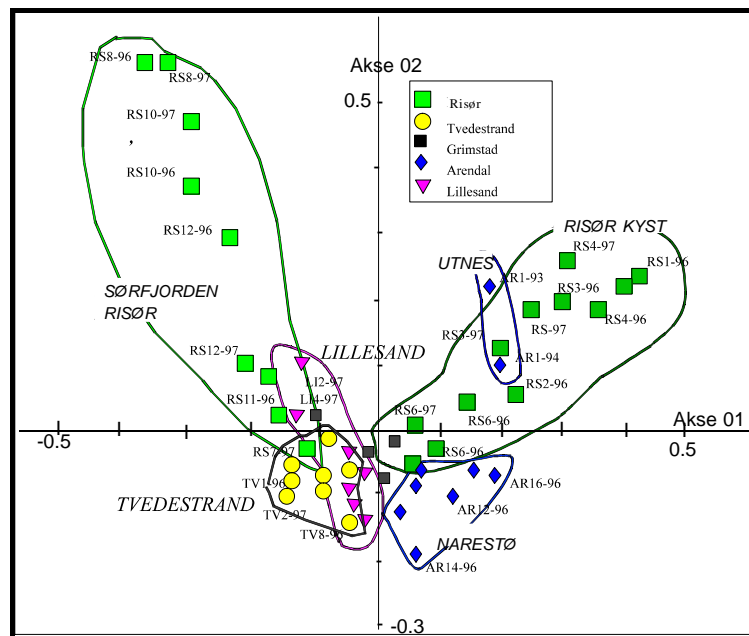 RS8-96
RS8-97
Akse 02
0.5
RS10-97
,
RS10-96
RS12-96
Risør
Tvedestrand
Grimstad
Arendal
Lillesand
RISØR KYST
RS4-97
UTNES
AR1-93
RS1-96
RS3-96
RS4-96
RS-97
SØRFJORDEN
RISØR
RS3-97
LILLESAND
AR1-94
RS12-97
LI2-97
RS2-96
LI4-97
RS11-96
RS6-97
RS6-96
Akse 01
-0.5
0.5
RS7-97
RS6-96
TV1-96
AR16-96
TVEDESTRAND
TV2-97
AR12-96
TV8-96
NARESTØ
AR14-96
-0.3